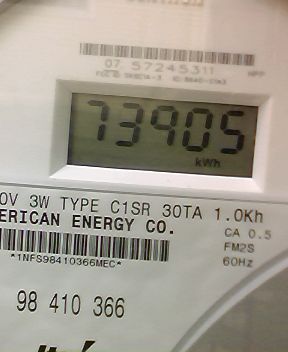 07 57245311
73905
kWh
0V 3W TYPE C1SR 30TA 1.0Kh
ERICAN ENERGY CO.
CA 0.5
FM2S
60Hz
*1NFS98410366MEC*
98 410 366